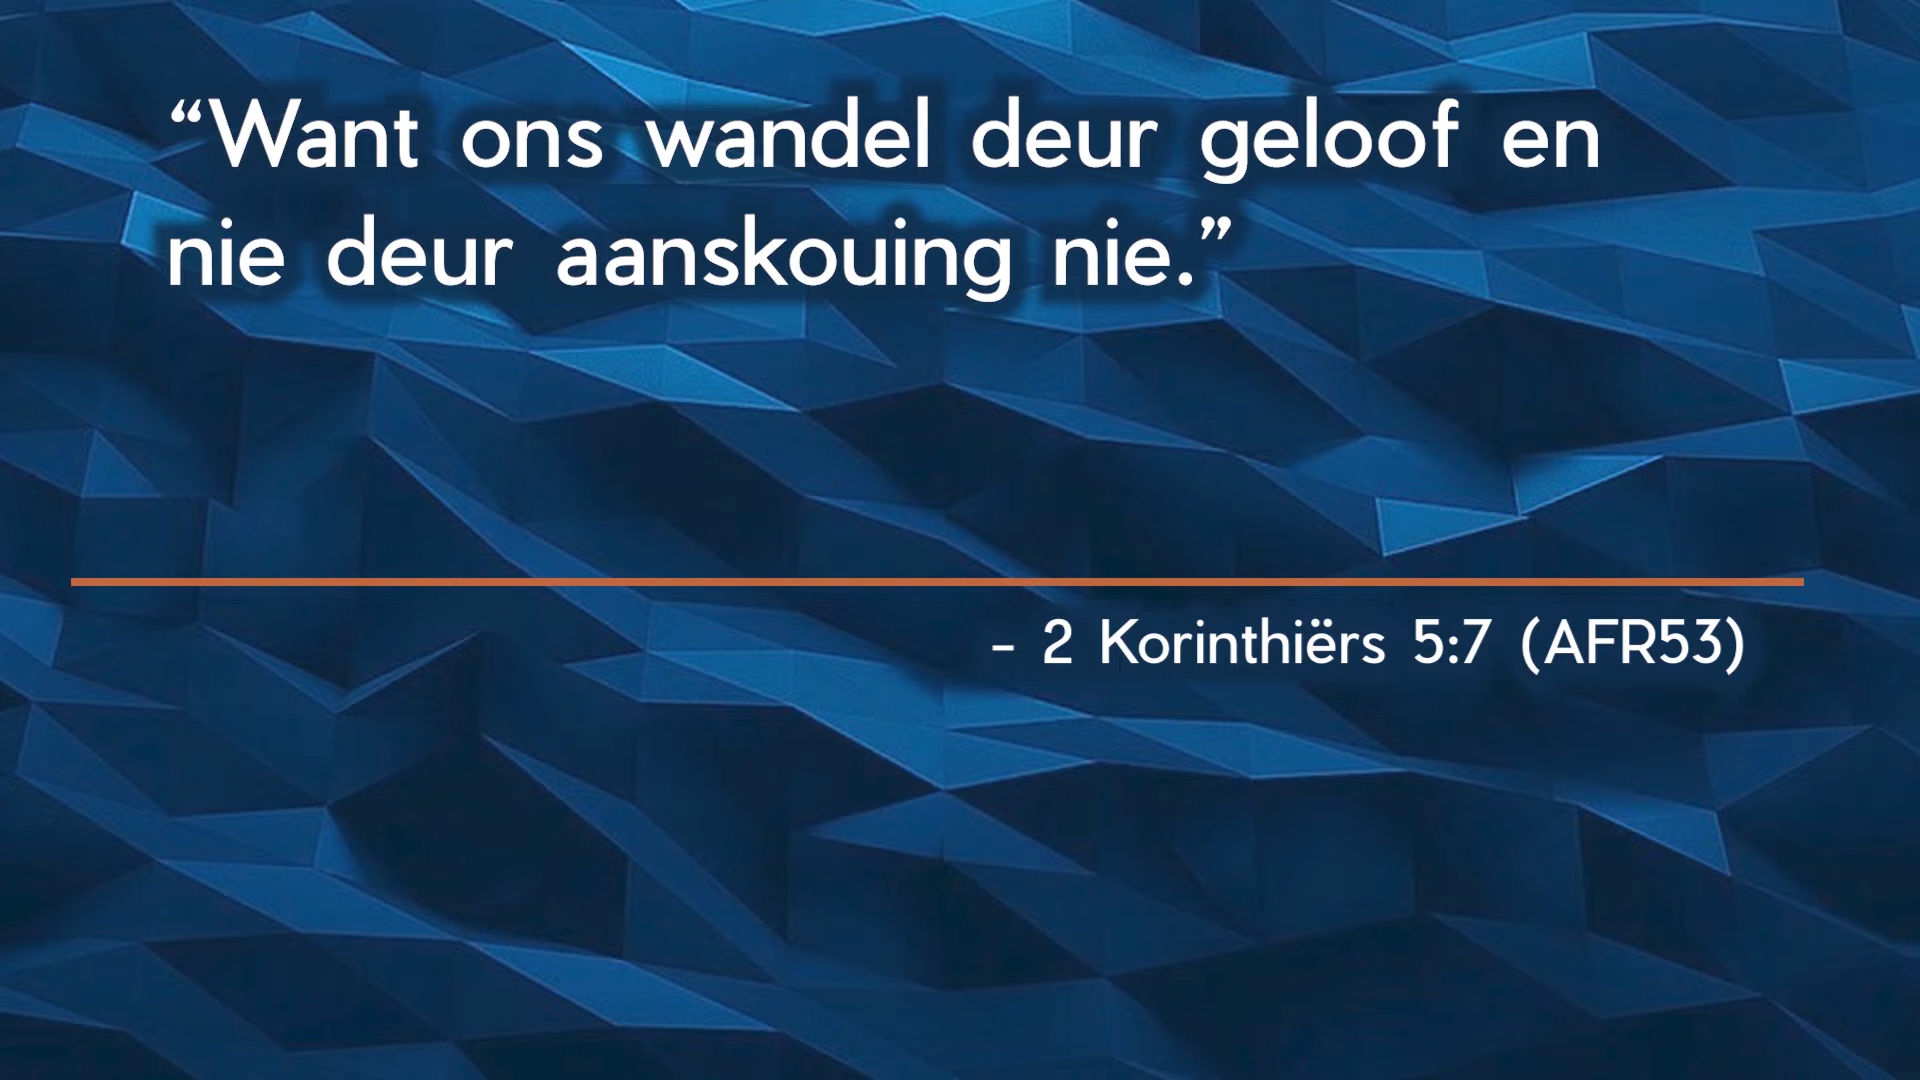 “Want ons wandel deur geloof en
nie deur aanskouing nie.”
– 2 Korinthiërs 5:7 (AFR53)